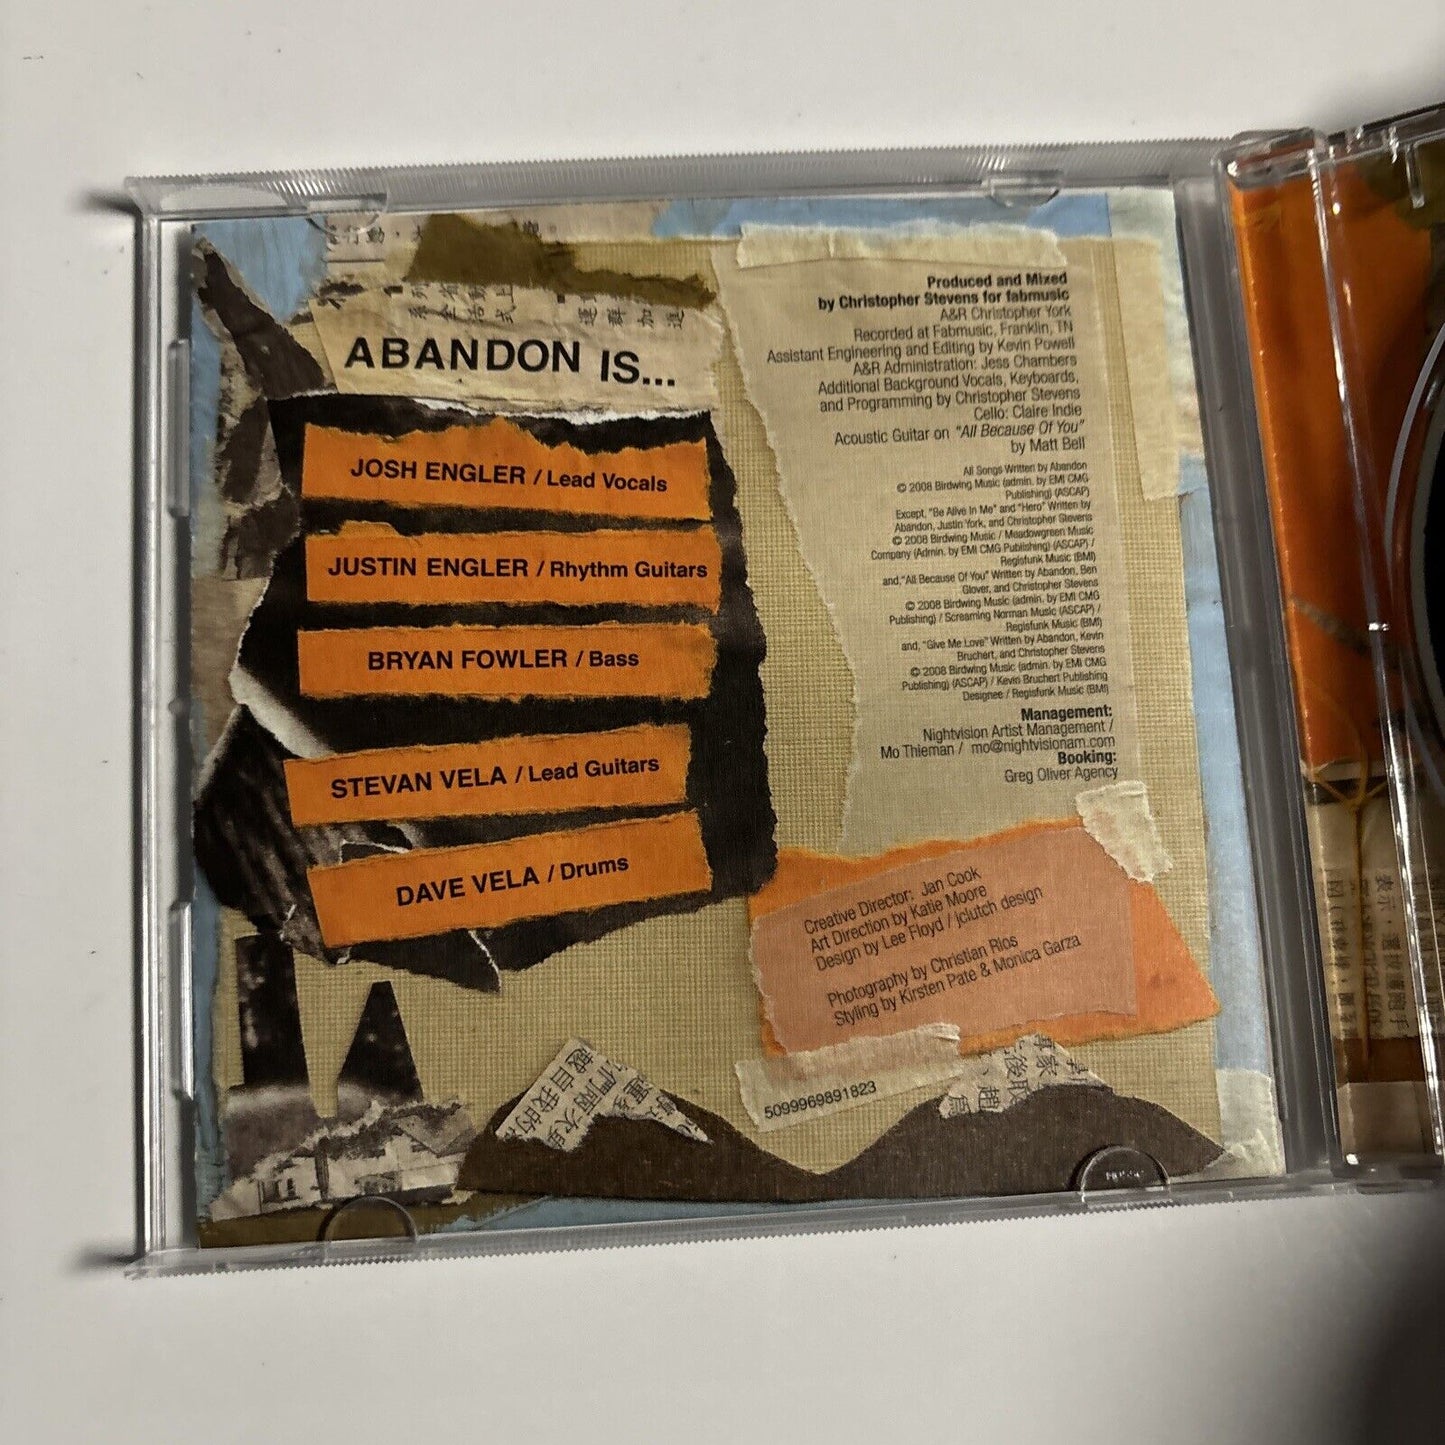 ABANDON IS...
JOSH ENGLER / Lead Vocals
JUSTIN ENGLER / Rhythm Guitars
BRYAN FOWLER / Bass
STEVAN VELA / Lead Guitars
DAVE VELA / Drums
Produced and Mixed
by Christopher Stevens for fabmusic
A&R Christopher York
Recorded at Fabmusic, Franklin, TN
Assistant Engineering and Editing by Kevin Powell
A&R Administration: Jess Chambers
Additional Background Vocals, Keyboards,
and Programming by Christopher Stevens
Cello: Claire Indie
Acoustic Guitar on "All Because Of You"
by Matt Bell
All Songs Written by Abandon
© 2008 Birdwing Music (admin. by EMI CMG
Publishing) (ASCAP)
Except, "Be Alive In Me" and "Hero" Written by
Abandon, Justin York, and Christopher Stevens
© 2008 Birdwing Music / Meadowgreen Music
Company (Admin. by EMI CMG Publishing) (ASCAP) /
Regisfunk Music (BMI)
and,"All Because Of You" Written by Abandon, Ben
Glover, and Christopher Stevens
© 2008 Birdwing Music (admin. by EMI CMG
Publishing) / Screaming Norman Music (ASCAP) /
Regisfunk Music (BMI)
and, "Give Me Love" Written by Abandon, Kevin
Bruchert, and Christopher Stevens
© 2008 Birdwing Music (admin. by EMI CMG
Publishing) (ASCAP) / Kevin Bruchert Publishing
Designee / Regisfunk Music (BMI)
Management:
Nightvision Artist Management /
Mo Thieman / mo@nightvisionam.com
Booking:
Greg Oliver Agency
Creative Director: Jan Cook
Art Direction by Katie Moore
Design by Lee Floyd / jclutch design
Photography by Christian Rios
Styling by Kirsten Pate & Monica Garza
5099969891823